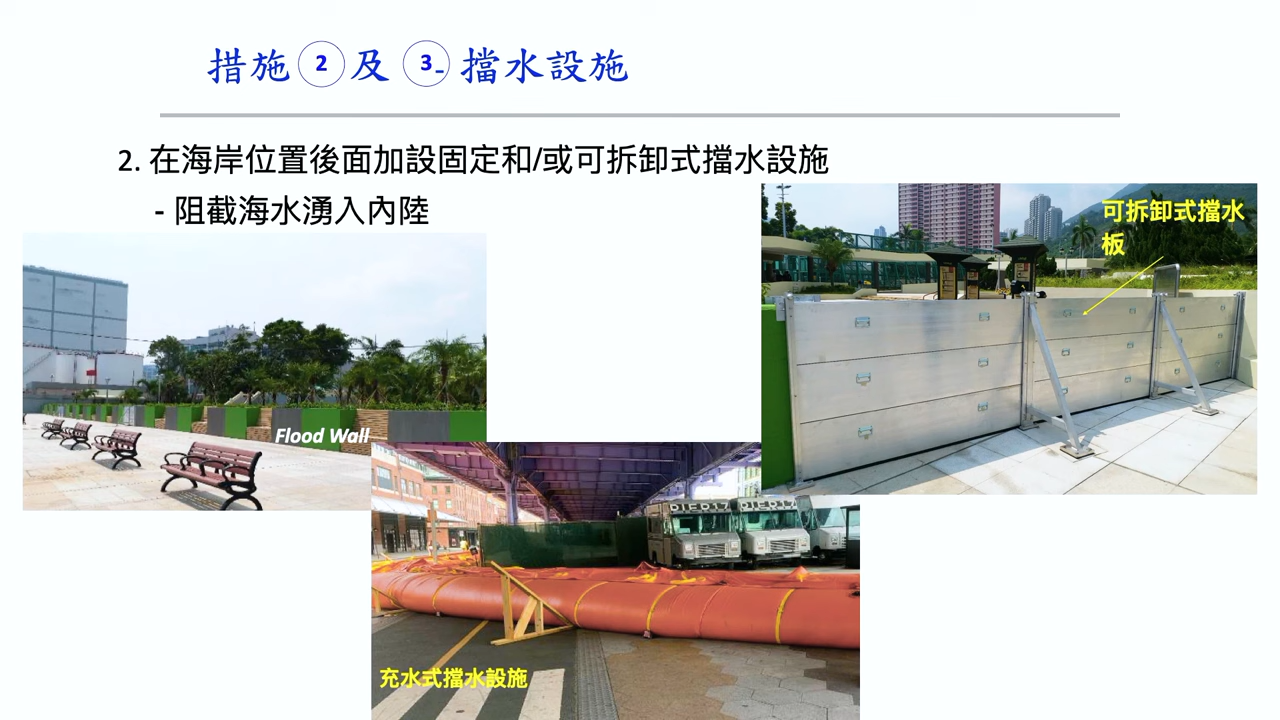 措施 2 及 3- 擋水設施
2. 在海岸位置後面加設固定和/或可拆卸式擋水設施
- 阻截海水湧入內陸
可拆卸式擋水
板
Flood Wall
PIER17 PIER17
充水式擋水設施